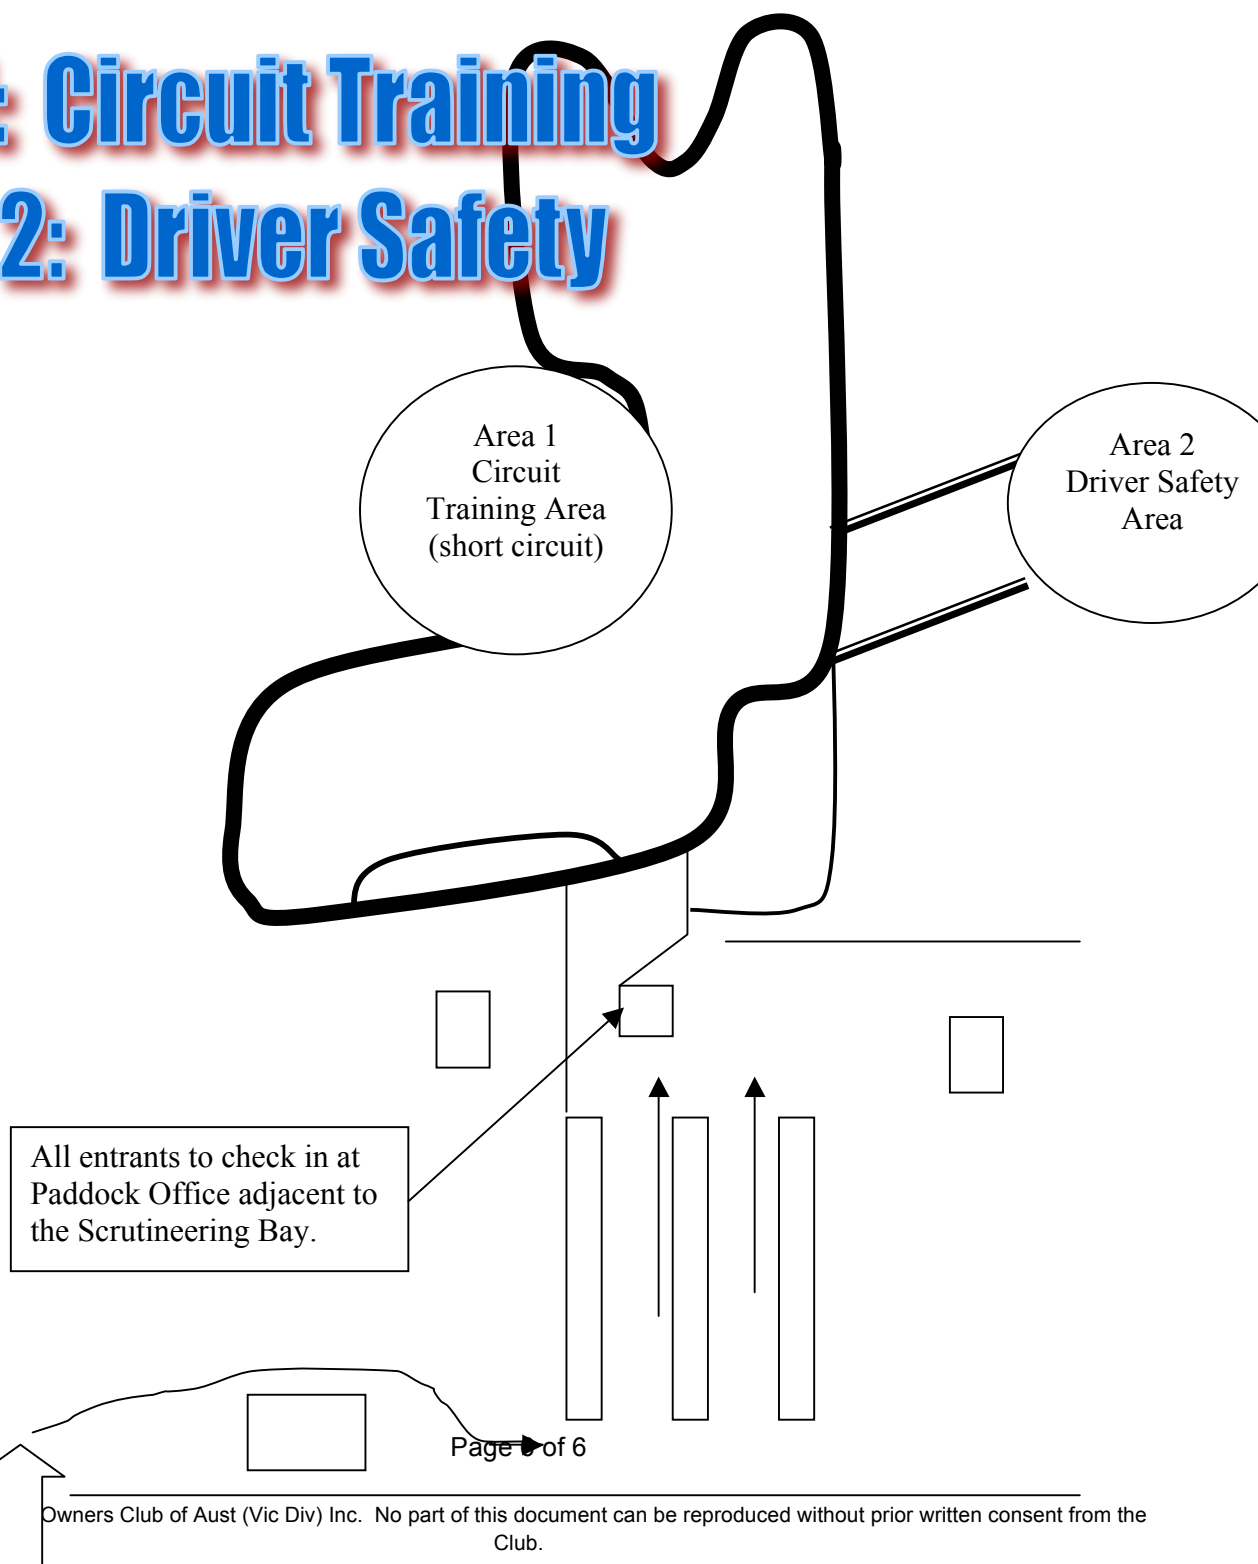 : Circuit Training
2: Driver Safety
Area 1
Circuit
Training Area
(short circuit)
Area 2
Driver Safety
Area
All entrants to check in at
Paddock Office adjacent to
the Scrutineering Bay.
Page of 6
Owners Club of Aust (Vic Div) Inc.  No part of this document can be reproduced without prior written consent from the
Club.